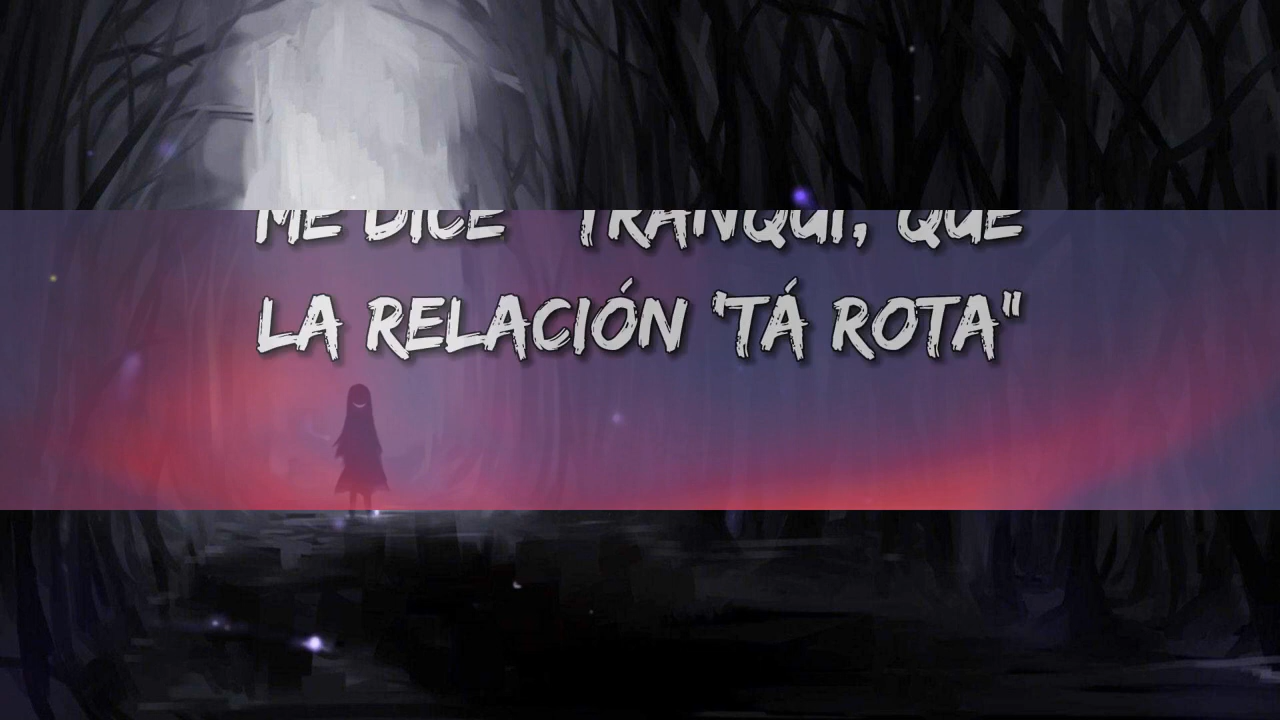 ME DICE "TRANQUI, QUE
LA RELACIÓN 'TÁ ROTA"